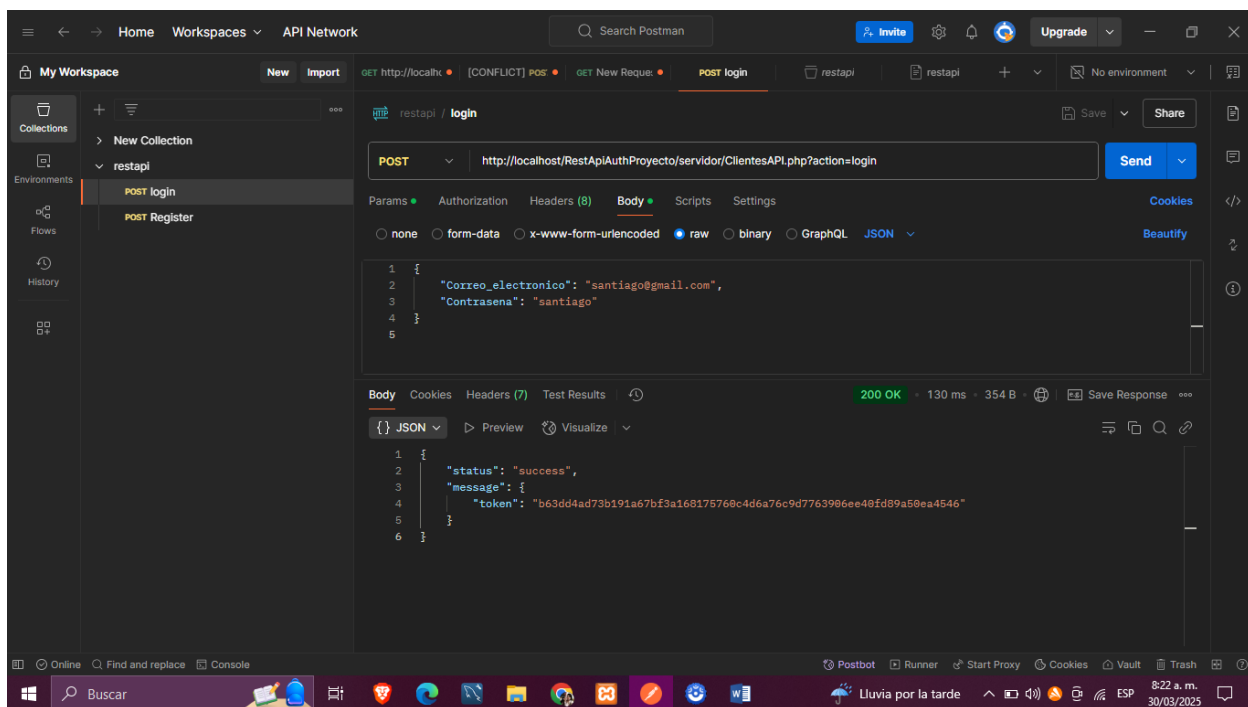 Home Workspaces API Network Search Postman Invite Upgrade
My Workspace New Import GET http://localhc [CONFLICT] POS GET New Reque: POST login restapi restapi No environment
Collections
Environments
Flows
History
New Collection
restapi
POST login
POST Register
HTTP restapi / login Save Share
POST http://localhost/RestApiAuthProyecto/servidor/ClientesAPI.php?action=login Send
Params Authorization Headers (8) Body Scripts Settings Cookies
none form-data x-www-form-urlencoded raw binary GraphQL JSON Beautify
1 {
2 "Correo_electronico": "santiago@gmail.com",
3 "Contrasena": "santiago"
4 }
5
Body Cookies Headers (7) Test Results 200 OK 130 ms 354 B Save Response
{} JSON Preview Visualize
1 {
2 "status": "success",
3 "message": {
4 "token": "b63dd4ad73b191a67bf3a168175760c4d6a76c9d7763906ee40fd89a50ea4546"
5 }
6 }
Online Find and replace Console Postbot Runner Start Proxy Cookies Vault Trash
Buscar Lluvia por la tarde ESP 8:22 a. m.
30/03/2025